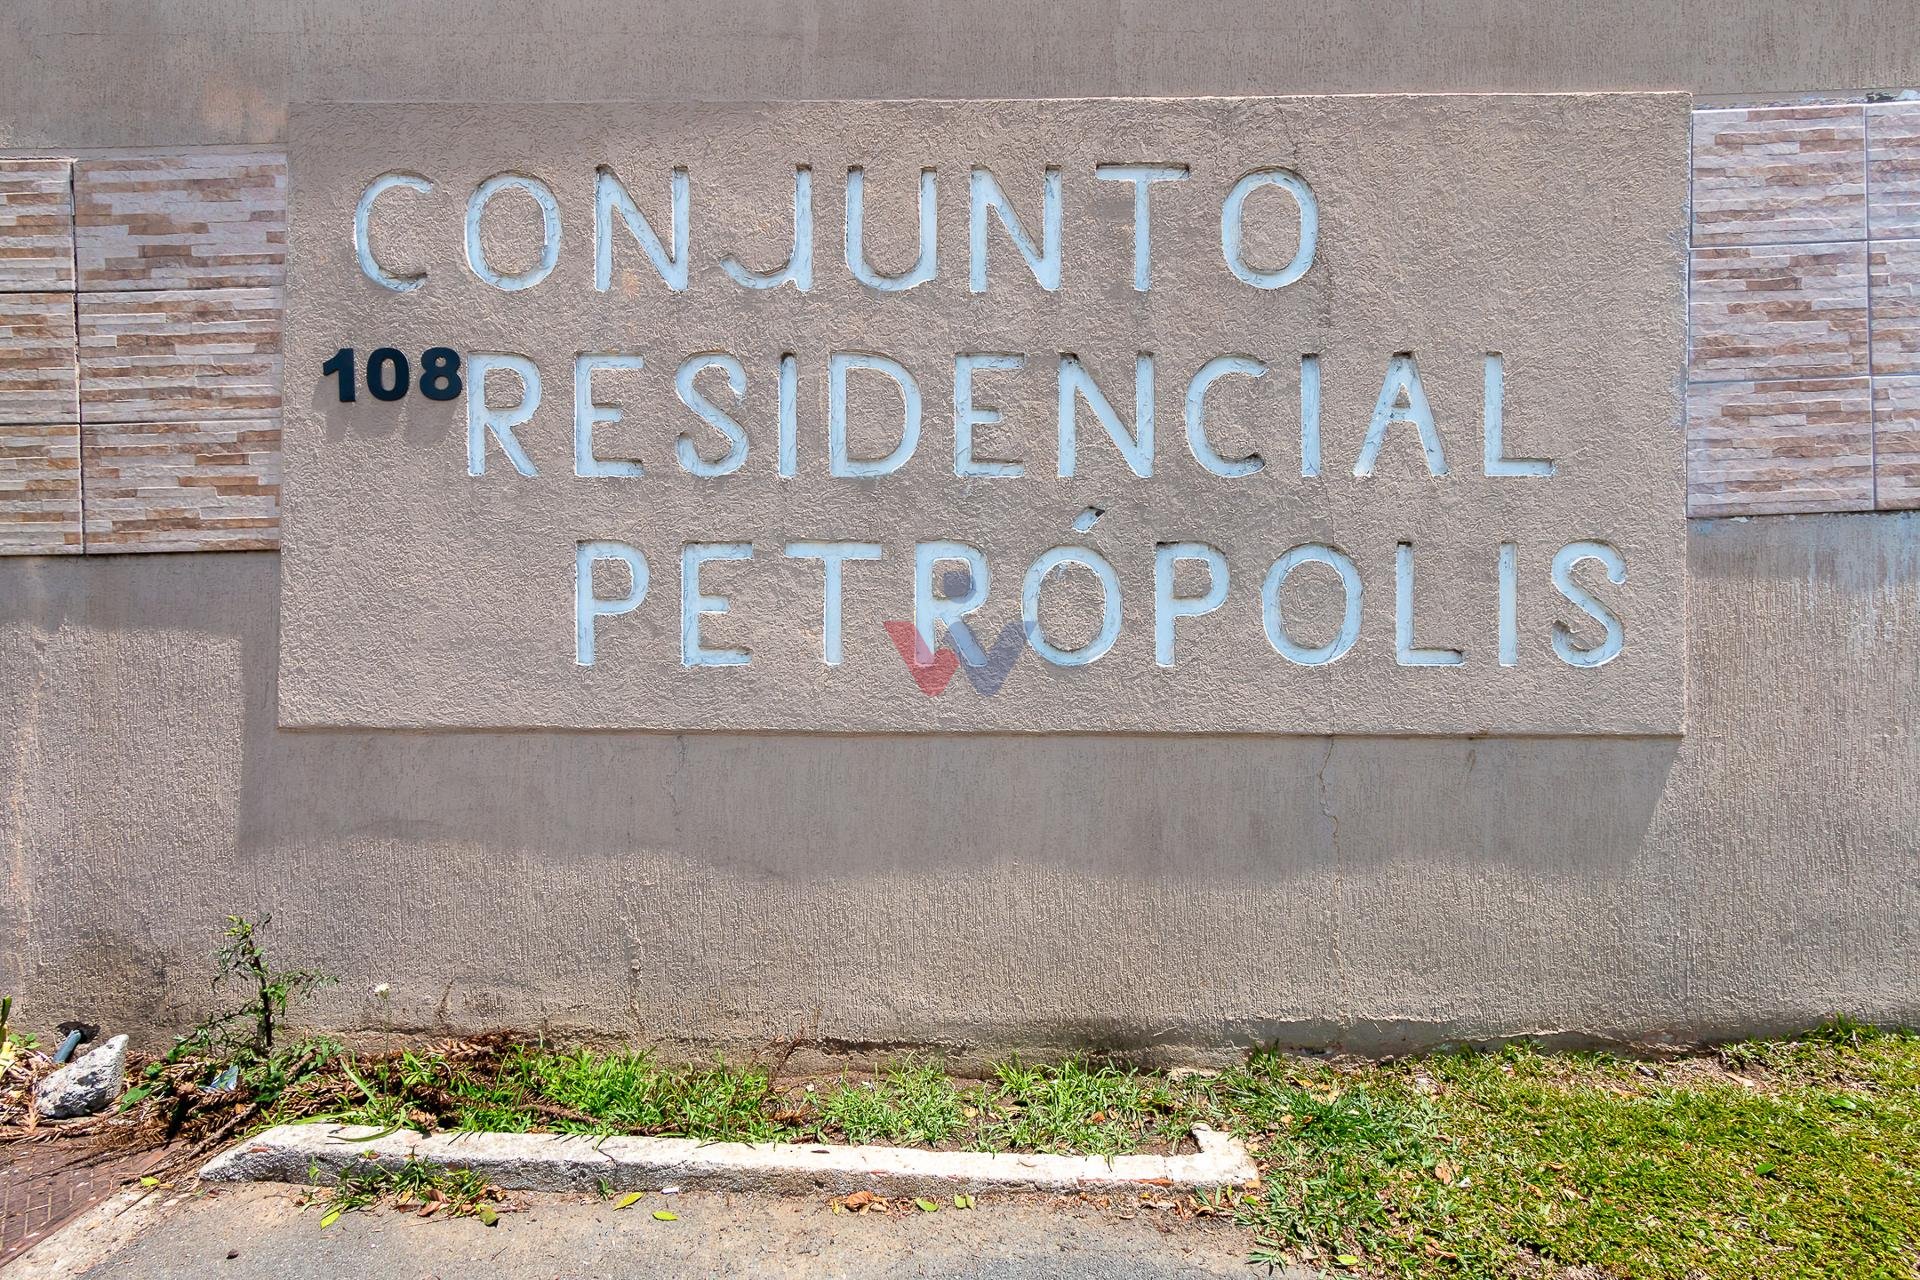 CONJUNTO
108 RESIDENCIAL
PETRÓPOLIS